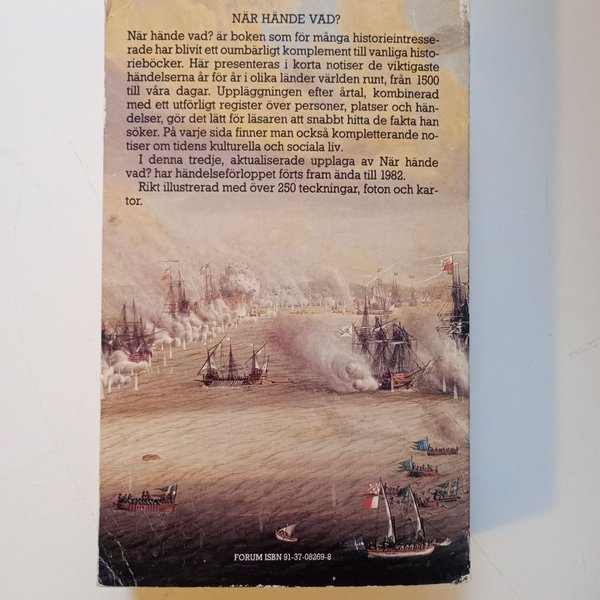 NÄR HÄNDE VAD?
När hände vad? är boken som för många historieintresse-
rade har blivit ett oumbärligt komplement till vanliga histo-
rieböcker. Här presenteras i korta notiser de viktigaste
händelserna år för år i olika länder världen runt, från 1500
till våra dagar. Uppläggningen efter årtal, kombinerad
med ett utförligt register över personer, platser och hän-
delser, gör det lätt för läsaren att snabbt hitta de fakta han
söker. På varje sida finner man också kompletterande no-
tiser om tidens kulturella och sociala liv.
I denna tredje, aktualiserade upplaga av När hände
vad? har händelseförloppet förts fram ända till 1982.
Rikt illustrerad med över 250 teckningar, foton och kar-
tor.
FORUM ISBN 91-37-08269-8